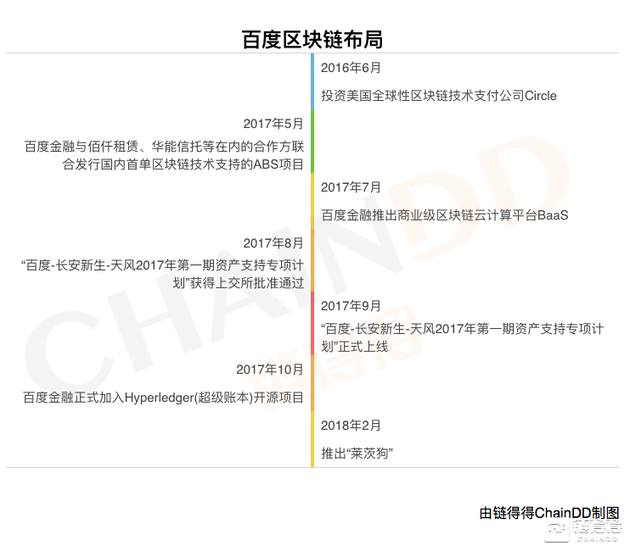 百度区块链布局
2016年6月
投资美国全球性区块链技术支付公司Circle
2017年5月
百度金融与佰仟租赁、华能信托等在内的合作方联
合发行国内首单区块链技术支持的ABS项目
2017年7月
百度金融推出商业级区块链云计算平台BaaS
2017年8月
“百度-长安新生-天风2017年第一期资产支持专项计
划”获得上交所批准通过
2017年9月
“百度-长安新生-天风2017年第一期资产支持专项计
划”正式上线
2017年10月
百度金融正式加入Hyperledger(超级账本)开源项目
2018年2月
推出“莱茨狗”
CHAINDD
链得得
由链得得ChainDD制图
链得得
CHAINDD